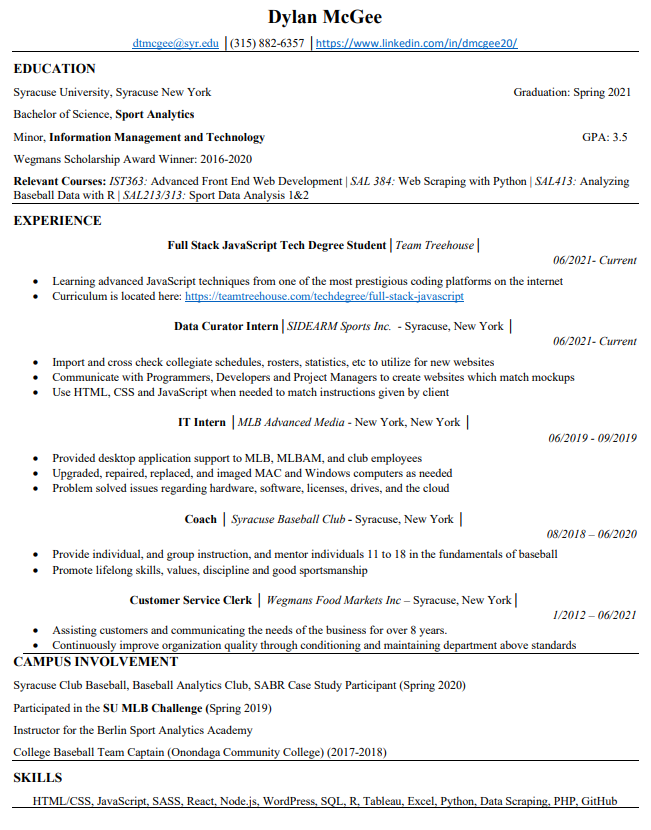 Dylan McGee
dtmcgee@syr.edu |(315) 882-6357 |https://www.linkedin.com/in/dmcgee20/
EDUCATION
Syracuse University, Syracuse New York Graduation: Spring 2021
Bachelor of Science, Sport Analytics
Minor, Information Management and Technology GPA: 3.5
Wegmans Scholarship Award Winner: 2016-2020
Relevant Courses: IST363: Advanced Front End Web Development | SAL 384: Web Scraping with Python | SAL413: Analyzing
Baseball Data with R | SAL213/313: Sport Data Analysis 1&2
EXPERIENCE
Full Stack JavaScript Tech Degree Student | Team Treehouse |
06/2021- Current
• Learning advanced JavaScript techniques from one of the most prestigious coding platforms on the internet
• Curriculum is located here: https://teamtreehouse.com/techdegree/full-stack-javascript
Data Curator Intern | SIDEARM Sports Inc. - Syracuse, New York |
06/2021- Current
• Import and cross check collegiate schedules, rosters, statistics, etc to utilize for new websites
• Communicate with Programmers, Developers and Project Managers to create websites which match mockups
• Use HTML, CSS and JavaScript when needed to match instructions given by client
IT Intern | MLB Advanced Media - New York, New York |
06/2019 - 09/2019
• Provided desktop application support to MLB, MLBAM, and club employees
• Upgraded, repaired, replaced, and imaged MAC and Windows computers as needed
• Problem solved issues regarding hardware, software, licenses, drives, and the cloud
Coach | Syracuse Baseball Club - Syracuse, New York |
08/2018 – 06/2020
• Provide individual, and group instruction, and mentor individuals 11 to 18 in the fundamentals of baseball
• Promote lifelong skills, values, discipline and good sportsmanship
Customer Service Clerk | Wegmans Food Markets Inc – Syracuse, New York |
1/2012 – 06/2021
• Assisting customers and communicating the needs of the business for over 8 years.
• Continuously improve organization quality through conditioning and maintaining department above standards
CAMPUS INVOLVEMENT
Syracuse Club Baseball, Baseball Analytics Club, SABR Case Study Participant (Spring 2020)
Participated in the SU MLB Challenge (Spring 2019)
Instructor for the Berlin Sport Analytics Academy
College Baseball Team Captain (Onondaga Community College) (2017-2018)
SKILLS
HTML/CSS, JavaScript, SASS, React, Node.js, WordPress, SQL, R, Tableau, Excel, Python, Data Scraping, PHP, GitHub